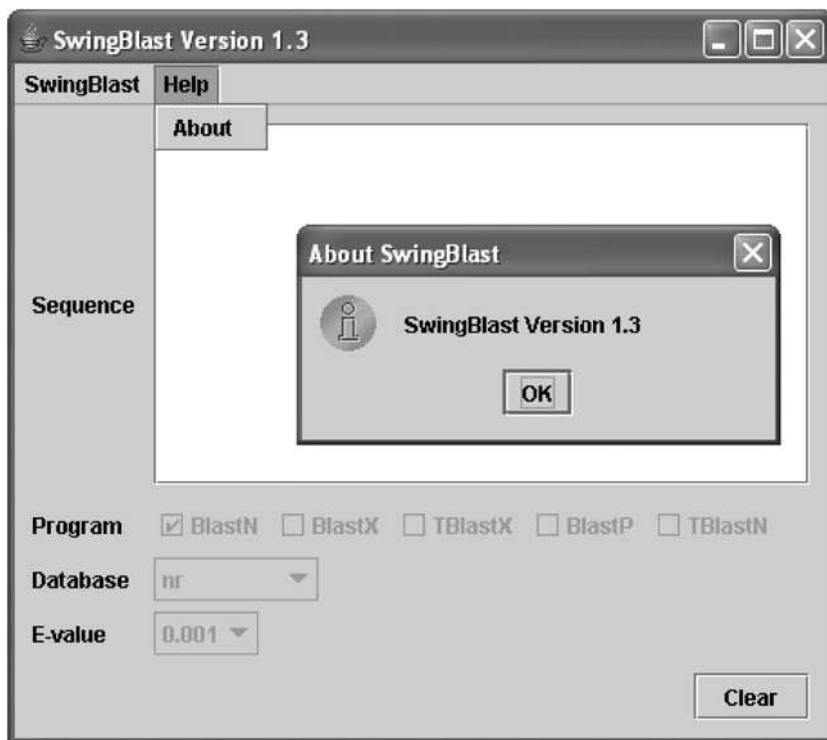 SwingBlast Version 1.3
SwingBlast Help
About
About SwingBlast
SwingBlast Version 1.3
OK
Sequence
Program BlastN BlastX TBlastX BlastP TBlastN
Database nr
E-value 0.001
Clear